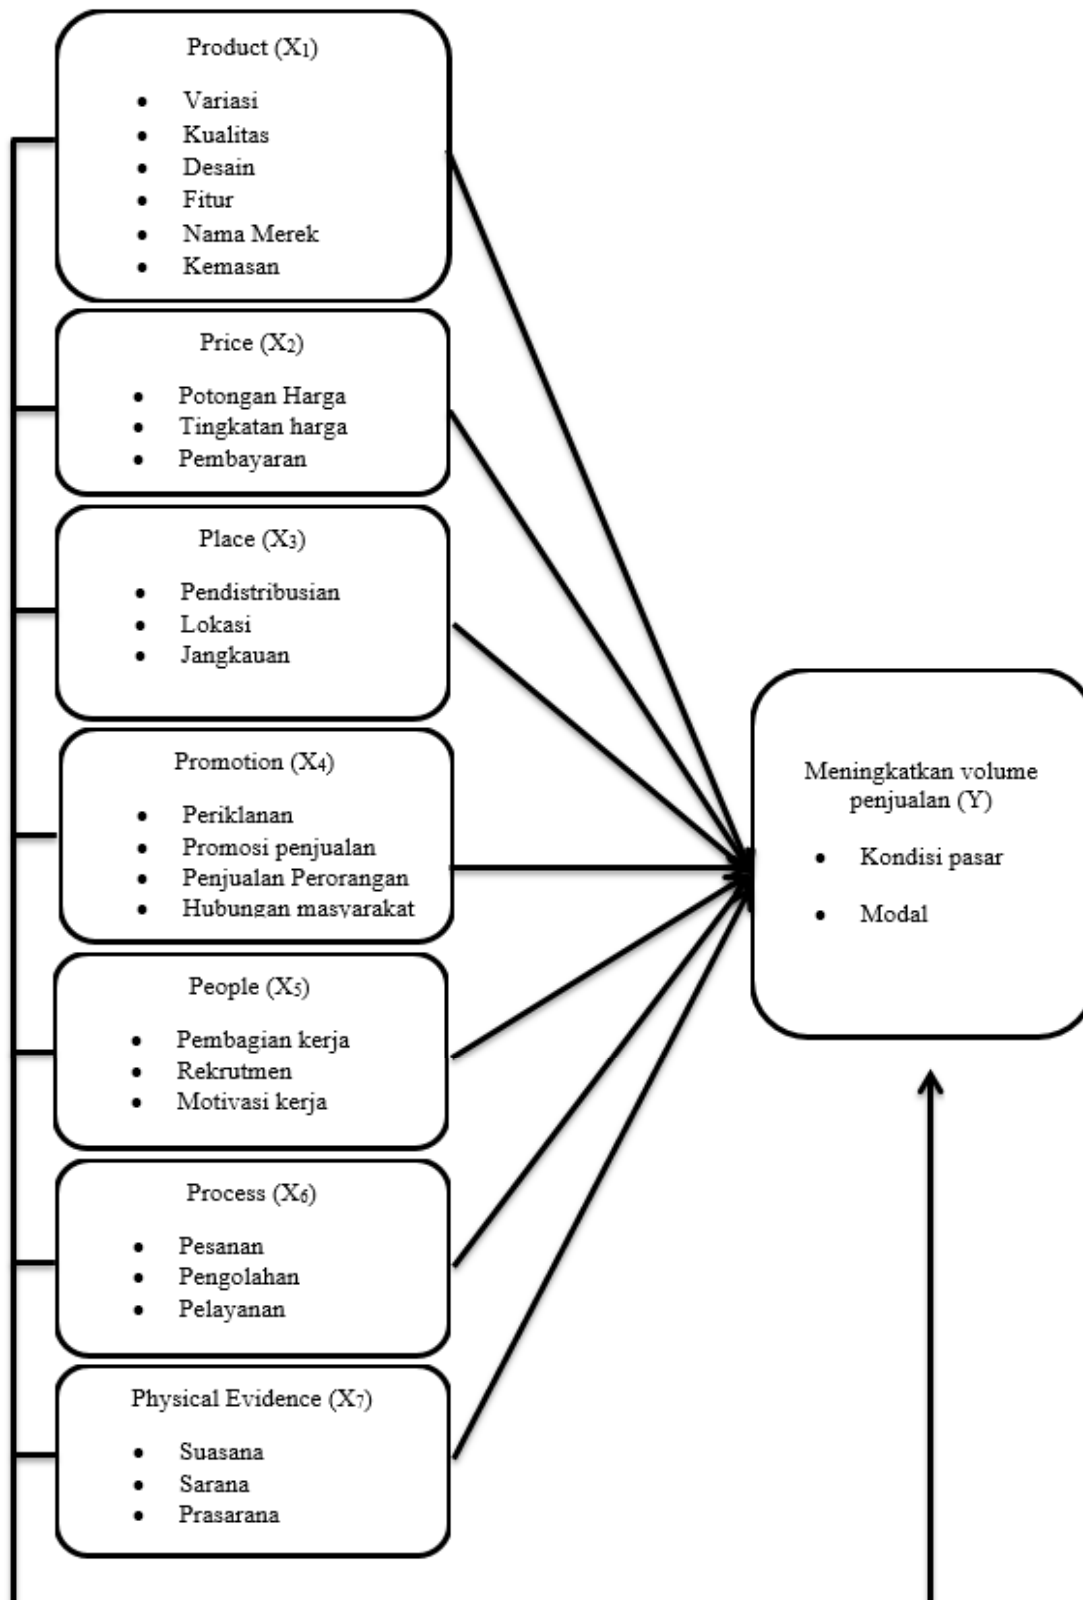 Product (X1)
• Variasi
• Kualitas
• Desain
• Fitur
• Nama Merek
• Kemasan
Price (X2)
• Potongan Harga
• Tingkatan harga
• Pembayaran
Place (X3)
• Pendistribusian
• Lokasi
• Jangkauan
Promotion (X4)
• Periklanan
• Promosi penjualan
• Penjualan Perorangan
• Hubungan masyarakat
People (X5)
• Pembagian kerja
• Rekrutmen
• Motivasi kerja
Process (X6)
• Pesanan
• Pengolahan
• Pelayanan
Physical Evidence (X7)
• Suasana
• Sarana
• Prasarana
Meningkatkan volume
penjualan (Y)
• Kondisi pasar
• Modal